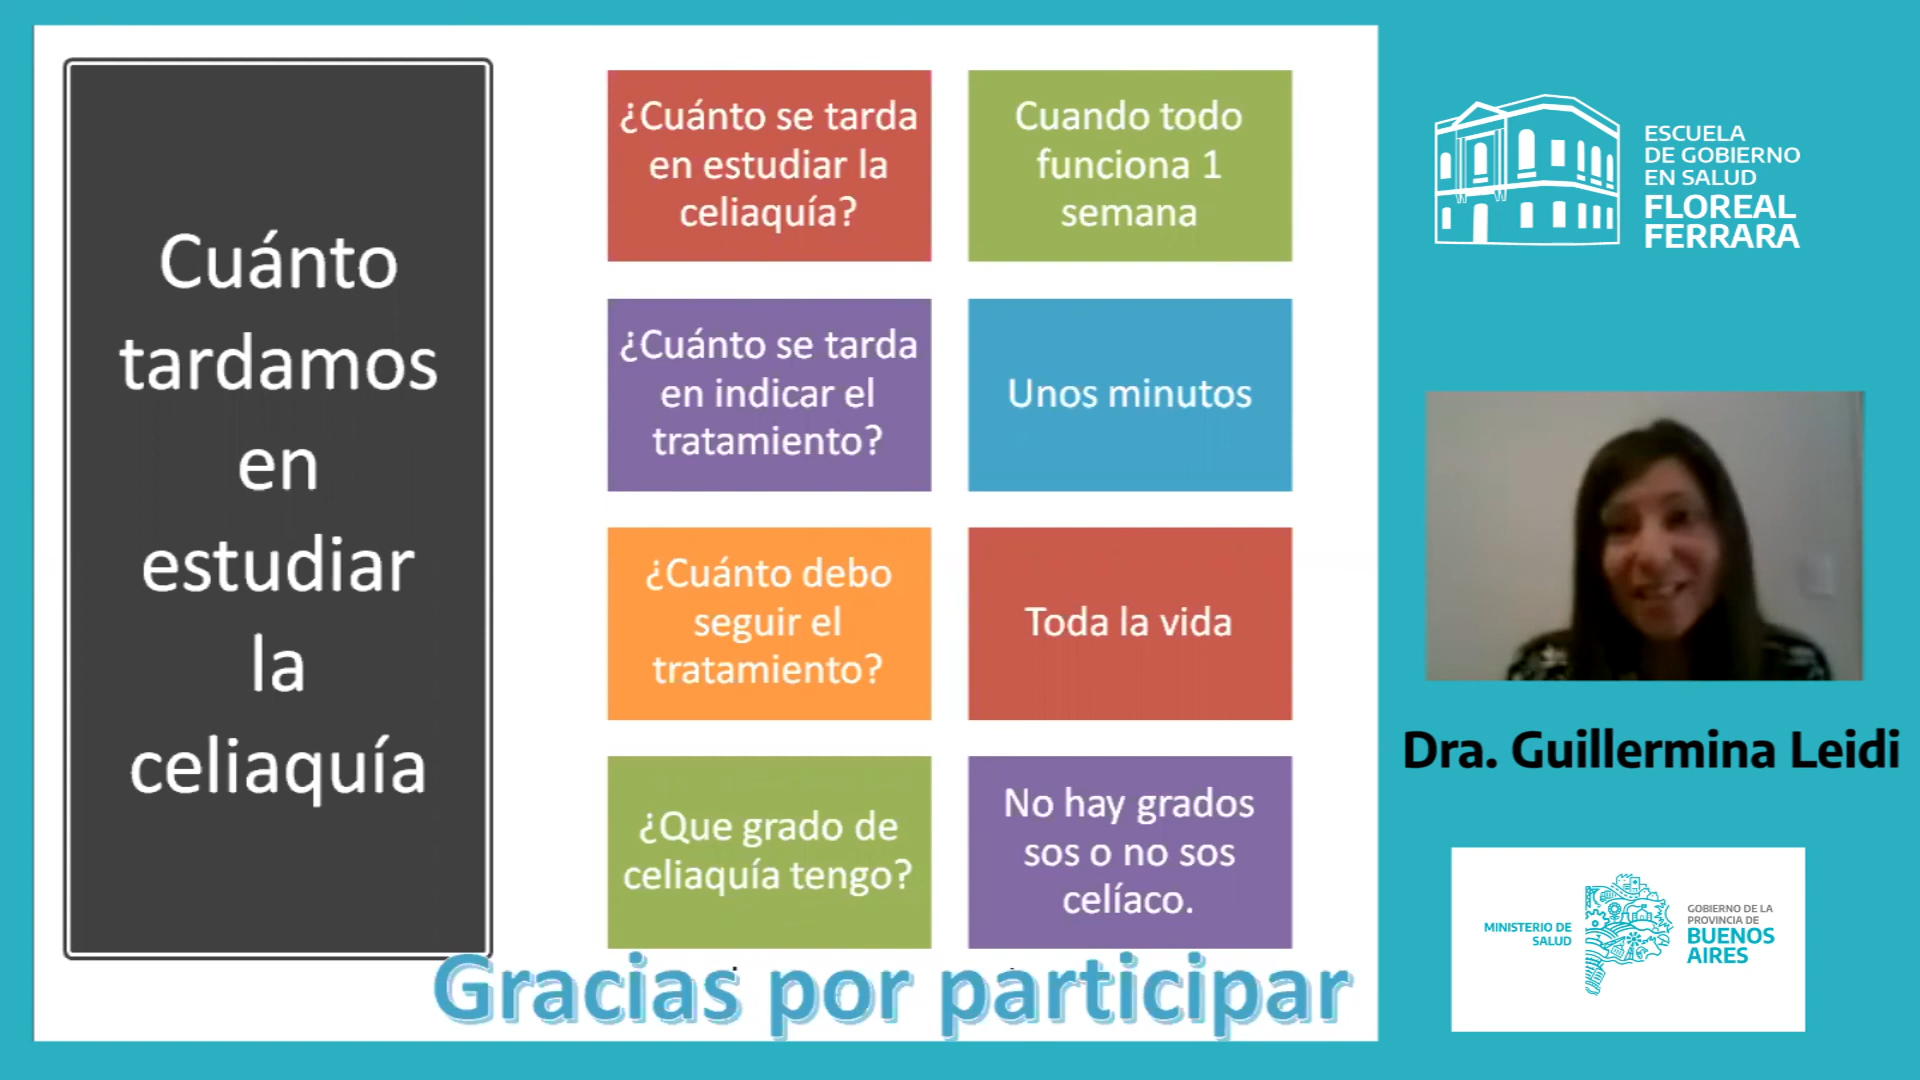 Cuánto
tardamos
en
estudiar
la
celiaquía
¿Cuánto se tarda
en estudiar la
celiaquía?
Cuando todo
funciona 1
semana
¿Cuánto se tarda
en indicar el
tratamiento?
Unos minutos
¿Cuánto debo
seguir el
tratamiento?
Toda la vida
¿Que grado de
celiaquía tengo?
No hay grados
sos o no sos
celíaco.
Gracias por participar
ESCUELA
DE GOBIERNO
EN SALUD
FLOREAL
FERRARA
Dra. Guillermina Leidi
MINISTERIO DE
SALUD
GOBIERNO DE LA
PROVINCIA DE
BUENOS
AIRES